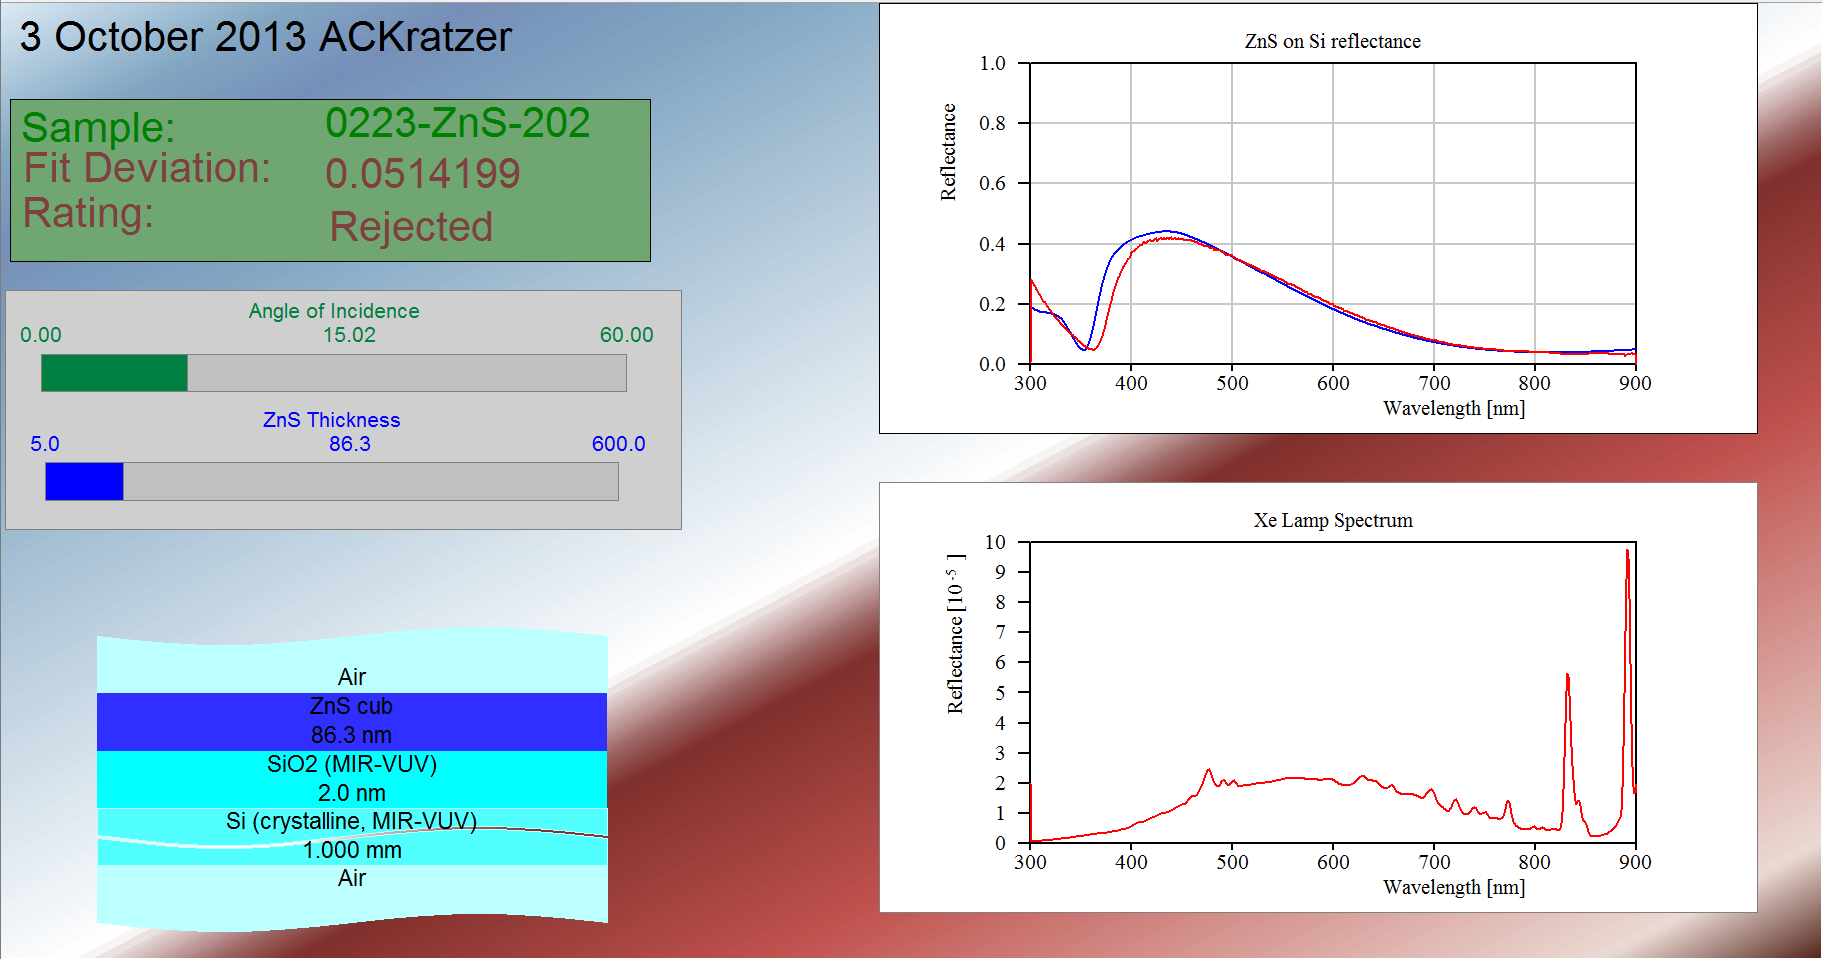 3 October 2013 ACKratzer
Sample: 0223-ZnS-202
Fit Deviation: 0.0514199
Rating: Rejected
Angle of Incidence
0.00 15.02 60.00
ZnS Thickness
5.0 86.3 600.0
Air
ZnS cub
86.3 nm
SiO2 (MIR-VUV)
2.0 nm
Si (crystalline, MIR-VUV)
1.000 mm
Air
ZnS on Si reflectance
Reflectance
1.0
0.8
0.6
0.4
0.2
0.0
300 400 500 600 700 800 900
Wavelength [nm]
Xe Lamp Spectrum
Reflectance [10 -5 ]
10
9
8
7
6
5
4
3
2
1
0
300 400 500 600 700 800 900
Wavelength [nm]